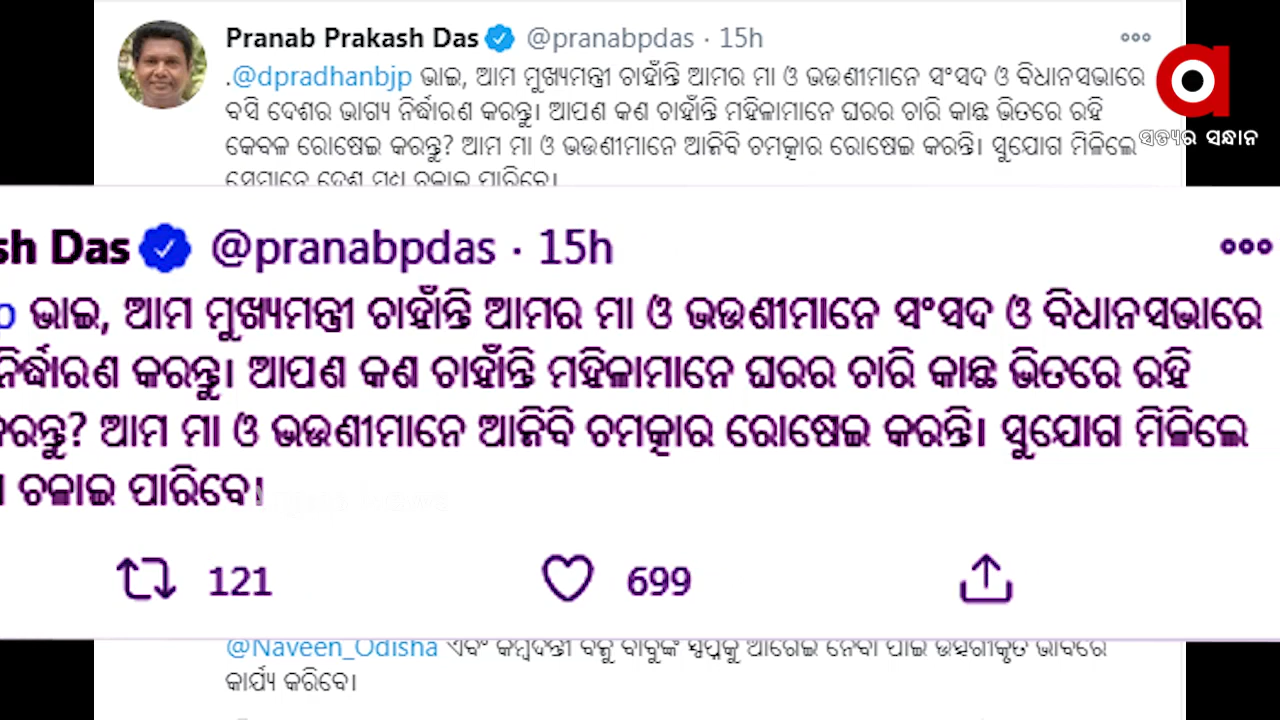 Pranab Prakash Das @pranabpdas · 15h
.@dpradhanbjp ଭାଇ, ଆମ ମୁଖ୍ୟମନ୍ତ୍ରୀ ଚାହାଁନ୍ତି ଆମର ମା ଓ ଭଉଣୀମାନେ ସଂସଦ ଓ ବିଧାନସଭାରେ
ବସି ଦେଶର ଭାଗ୍ୟ ନିର୍ଦ୍ଧାରଣ କରନ୍ତୁ। ଆପଣ କଣ ଚାହାଁନ୍ତି ମହିଳାମାନେ ଘରର ଚାରି କାନ୍ଥ ଭିତରେ ରହି
କେବଳ ରୋଷେଇ କରନ୍ତୁ? ଆମ ମା ଓ ଭଉଣୀମାନେ ଆଜିବି ଚମତ୍କାର ରୋଷେଇ କରନ୍ତି। ସୁଯୋଗ ମିଳିଲେ
ସେମାନେ ଦେଶ ମଧ୍ୟ ଚଳାଇ ପାରିବେ।
ସତ୍ୟର ସନ୍ଧାନ
sh Das @pranabpdas · 15h
p ଭାଇ, ଆମ ମୁଖ୍ୟମନ୍ତ୍ରୀ ଚାହାଁନ୍ତି ଆମର ମା ଓ ଭଉଣୀମାନେ ସଂସଦ ଓ ବିଧାନସଭାରେ
ନିର୍ଦ୍ଧାରଣ କରନ୍ତୁ। ଆପଣ କଣ ଚାହାଁନ୍ତି ମହିଳାମାନେ ଘରର ଚାରି କାନ୍ଥ ଭିତରେ ରହି
କରନ୍ତୁ? ଆମ ମା ଓ ଭଉଣୀମାନେ ଆଜିବି ଚମତ୍କାର ରୋଷେଇ କରନ୍ତି। ସୁଯୋଗ ମିଳିଲେ
ଚଳାଇ ପାରିବେ।
121 699
@Naveen_Odisha ଏବଂ କିମ୍ବଦନ୍ତୀ ବିଜୁ ବାବୁଙ୍କ ସ୍ୱପ୍ନକୁ ଆଗେଇ ନେବା ପାଇଁ ଉତ୍ସର୍ଗୀକୃତ ଭାବରେ
କାର୍ଯ୍ୟ କରିବେ।